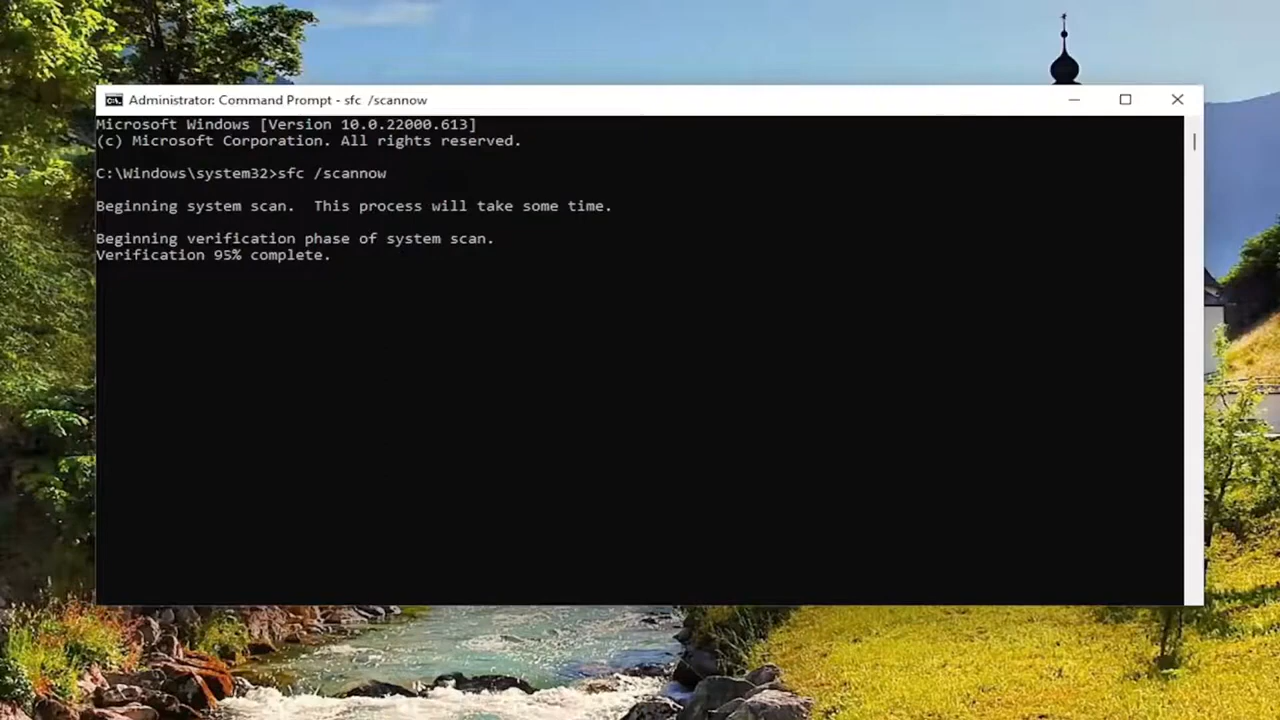 Administrator: Command Prompt - sfc  /scannow
Microsoft Windows [Version 10.0.22000.613]
(c) Microsoft Corporation. All rights reserved.
C:\Windows\system32>sfc /scannow
Beginning system scan.  This process will take some time.
Beginning verification phase of system scan.
Verification 95% complete.